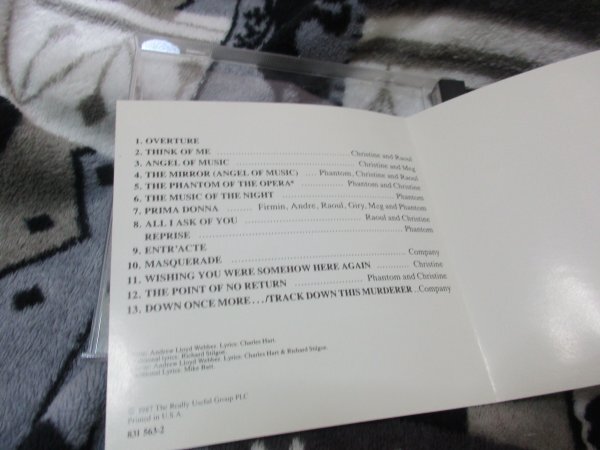 1. OVERTURE
2. THINK OF ME ........ Christine and Raoul
3. ANGEL OF MUSIC ........ Christine and Meg
4. THE MIRROR (ANGEL OF MUSIC) ..... Phantom, Christine and Raoul
5. THE PHANTOM OF THE OPERA* ........ Phantom and Christine
6. THE MUSIC OF THE NIGHT ........ Phantom
7. PRIMA DONNA ........ Firmin, Andre, Raoul, Giry, Meg and Phantom
8. ALL I ASK OF YOU ........ Raoul and Christine
REPRISE ........ Phantom
9. ENTR'ACTE
10. MASQUERADE ........ Company
11. WISHING YOU WERE SOMEHOW HERE AGAIN ........ Christine
12. THE POINT OF NO RETURN ........ Phantom and Christine
13. DOWN ONCE MORE . . ./TRACK DOWN THIS MURDERER ..Company
Andrew Lloyd Webber. Lyrics: Charles Hart.
lyrics: Richard Stilgoe.
Andrew Lloyd Webber. Lyrics: Charles Hart & Richard Stilgoe.
Lyrics: Mike Batt.
© 1987 The Really Useful Group PLC
Printed in U.S.A.
831 563-2